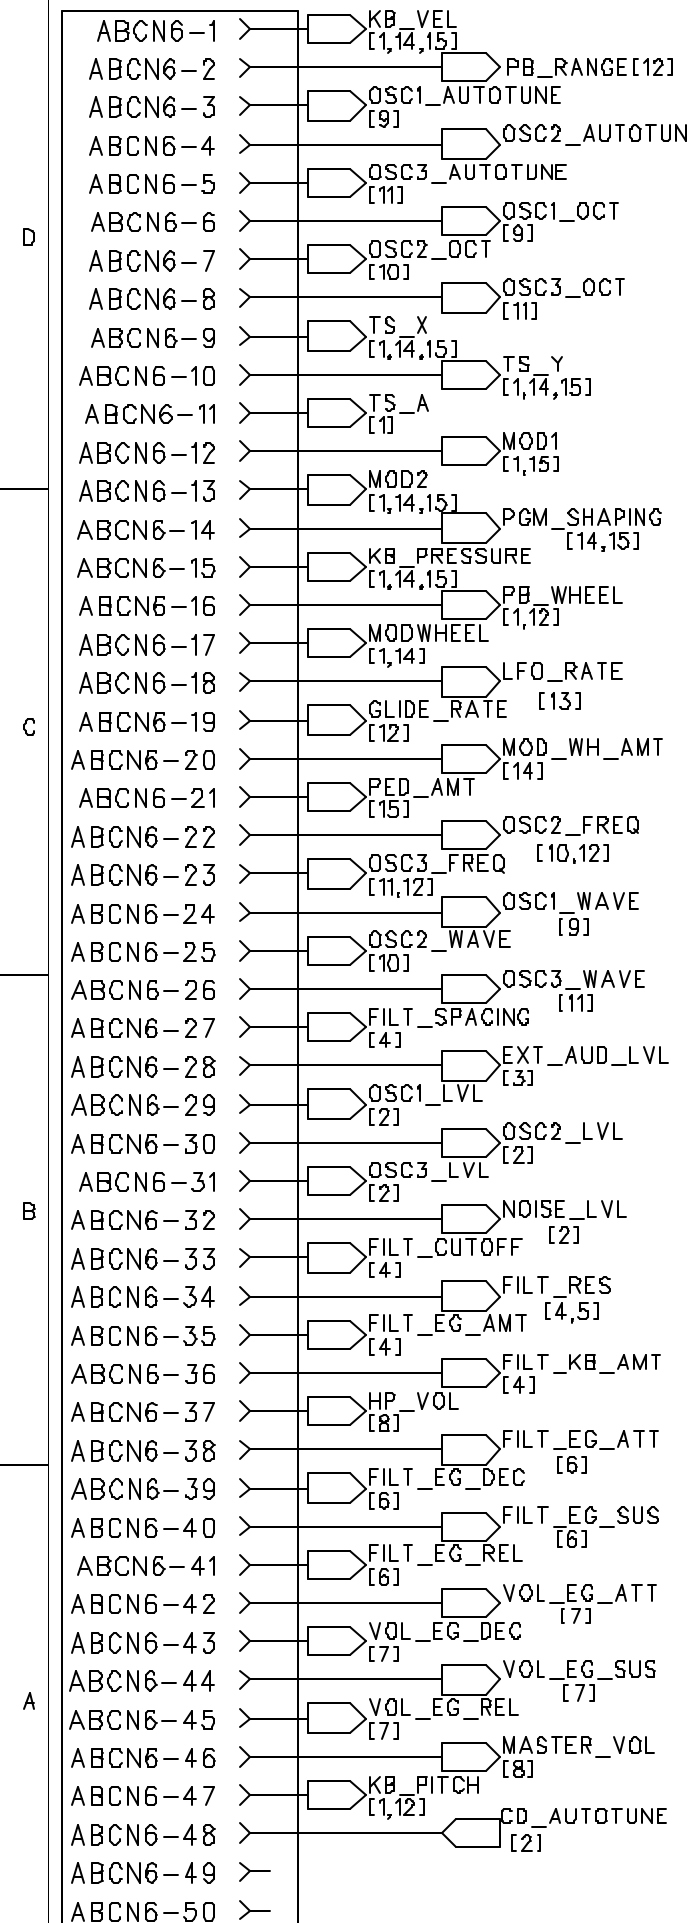 ABCN6-1 KB_VEL
[1,14,15]
ABCN6-2 PB_RANGE[12]
ABCN6-3 OSC1_AUTOTUNE
[9]
ABCN6-4 OSC2_AUTOTUN
ABCN6-5 OSC3_AUTOTUNE
[11]
D
ABCN6-6 OSC1_OCT
[9]
ABCN6-7 OSC2_OCT
[10]
ABCN6-8 OSC3_OCT
[11]
ABCN6-9 TS_X
[1,14,15]
ABCN6-10 TS_Y
[1,14,15]
ABCN6-11 TS_A
[1]
ABCN6-12 MOD1
[1,15]
ABCN6-13 MOD2
[1,14,15]
ABCN6-14 PGM_SHAPING
[14,15]
ABCN6-15 KB_PRESSURE
[1,14,15]
ABCN6-16 PB_WHEEL
[1,12]
ABCN6-17 MODWHEEL
[1,14]
ABCN6-18 LFO_RATE
[13]
C
ABCN6-19 GLIDE_RATE
[12]
ABCN6-20 MOD_WH_AMT
[14]
ABCN6-21 PED_AMT
[15]
ABCN6-22 OSC2_FREQ
[10,12]
ABCN6-23 OSC3_FREQ
[11,12]
ABCN6-24 OSC1_WAVE
[9]
ABCN6-25 OSC2_WAVE
[10]
ABCN6-26 OSC3_WAVE
[11]
ABCN6-27 FILT_SPACING
[4]
ABCN6-28 EXT_AUD_LVL
[3]
ABCN6-29 OSC1_LVL
[2]
ABCN6-30 OSC2_LVL
[2]
ABCN6-31 OSC3_LVL
[2]
B
ABCN6-32 NOISE_LVL
[2]
ABCN6-33 FILT_CUTOFF
[4]
ABCN6-34 FILT_RES
[4,5]
ABCN6-35 FILT_EG_AMT
[4]
ABCN6-36 FILT_KB_AMT
[4]
ABCN6-37 HP_VOL
[8]
ABCN6-38 FILT_EG_ATT
[6]
ABCN6-39 FILT_EG_DEC
[6]
ABCN6-40 FILT_EG_SUS
[6]
ABCN6-41 FILT_EG_REL
[6]
ABCN6-42 VOL_EG_ATT
[7]
ABCN6-43 VOL_EG_DEC
[7]
A
ABCN6-44 VOL_EG_SUS
[7]
ABCN6-45 VOL_EG_REL
[7]
ABCN6-46 MASTER_VOL
[8]
ABCN6-47 KB_PITCH
[1,12]
ABCN6-48 CD_AUTOTUNE
[2]
ABCN6-49
ABCN6-50